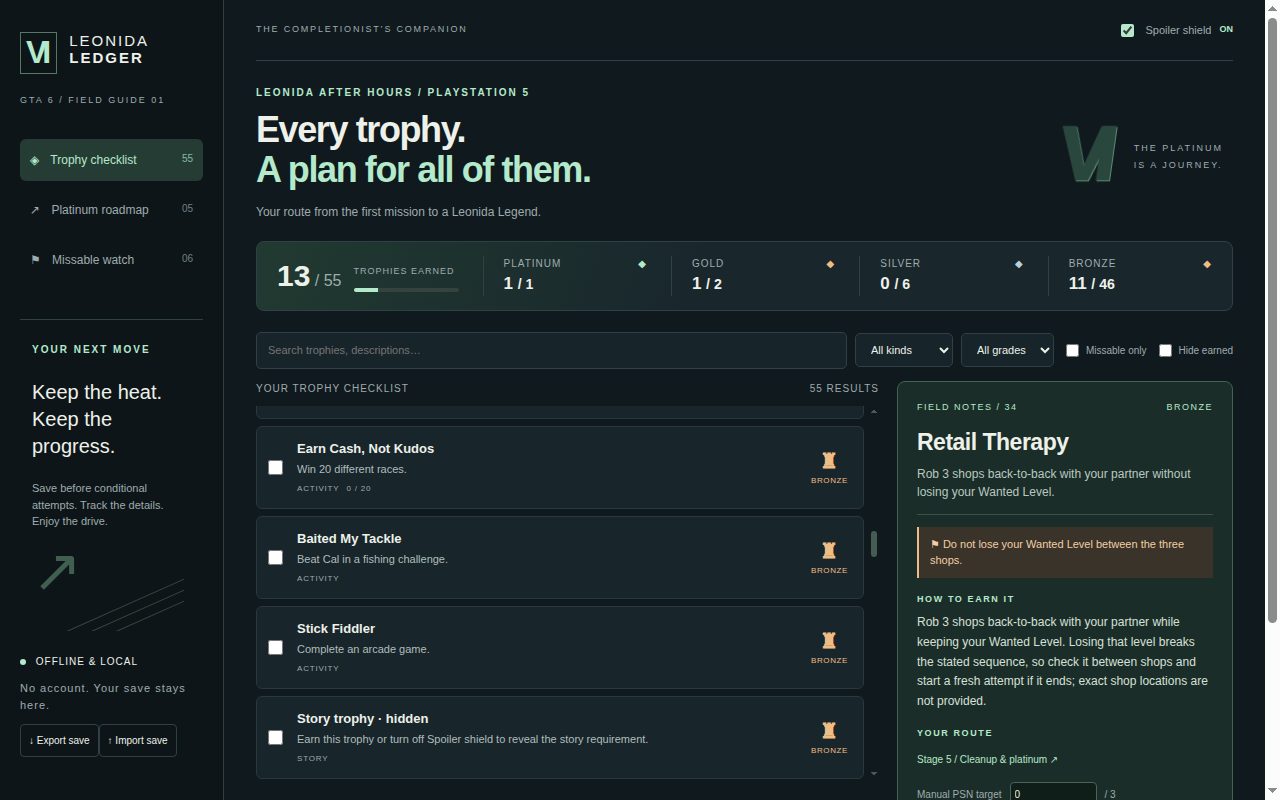 VI
LEONIDA
LEDGER
GTA 6 / FIELD GUIDE 01
◈ Trophy checklist 55
↗ Platinum roadmap 05
⚑ Missable watch 06
YOUR NEXT MOVE
Keep the heat.
Keep the
progress.
Save before conditional
attempts. Track the details.
Enjoy the drive.
↗
OFFLINE & LOCAL
No account. Your save stays
here.
↓ Export save
↑ Import save
THE COMPLETIONIST'S COMPANION
Spoiler shield ON
LEONIDA AFTER HOURS / PLAYSTATION 5
Every trophy.
A plan for all of them.
Your route from the first mission to a Leonida Legend.
THE PLATINUM
IS A JOURNEY.
13 / 55 TROPHIES EARNED
PLATINUM ◆
1 / 1
GOLD ◆
1 / 2
SILVER ◆
0 / 6
BRONZE ◆
11 / 46
Search trophies, descriptions…
All kinds
All grades
Missable only
Hide earned
YOUR TROPHY CHECKLIST
55 RESULTS
Earn Cash, Not Kudos
Win 20 different races.
ACTIVITY 0 / 20
BRONZE
Baited My Tackle
Beat Cal in a fishing challenge.
ACTIVITY
BRONZE
Stick Fiddler
Complete an arcade game.
ACTIVITY
BRONZE
Story trophy · hidden
Earn this trophy or turn off Spoiler shield to reveal the story requirement.
STORY
BRONZE
FIELD NOTES / 34
BRONZE
Retail Therapy
Rob 3 shops back-to-back with your partner without
losing your Wanted Level.
⚑ Do not lose your Wanted Level between the three
shops.
HOW TO EARN IT
Rob 3 shops back-to-back with your partner while
keeping your Wanted Level. Losing that level breaks
the stated sequence, so check it between shops and
start a fresh attempt if it ends; exact shop locations are
not provided.
YOUR ROUTE
Stage 5 / Cleanup & platinum ↗
Manual PSN target 0 / 3